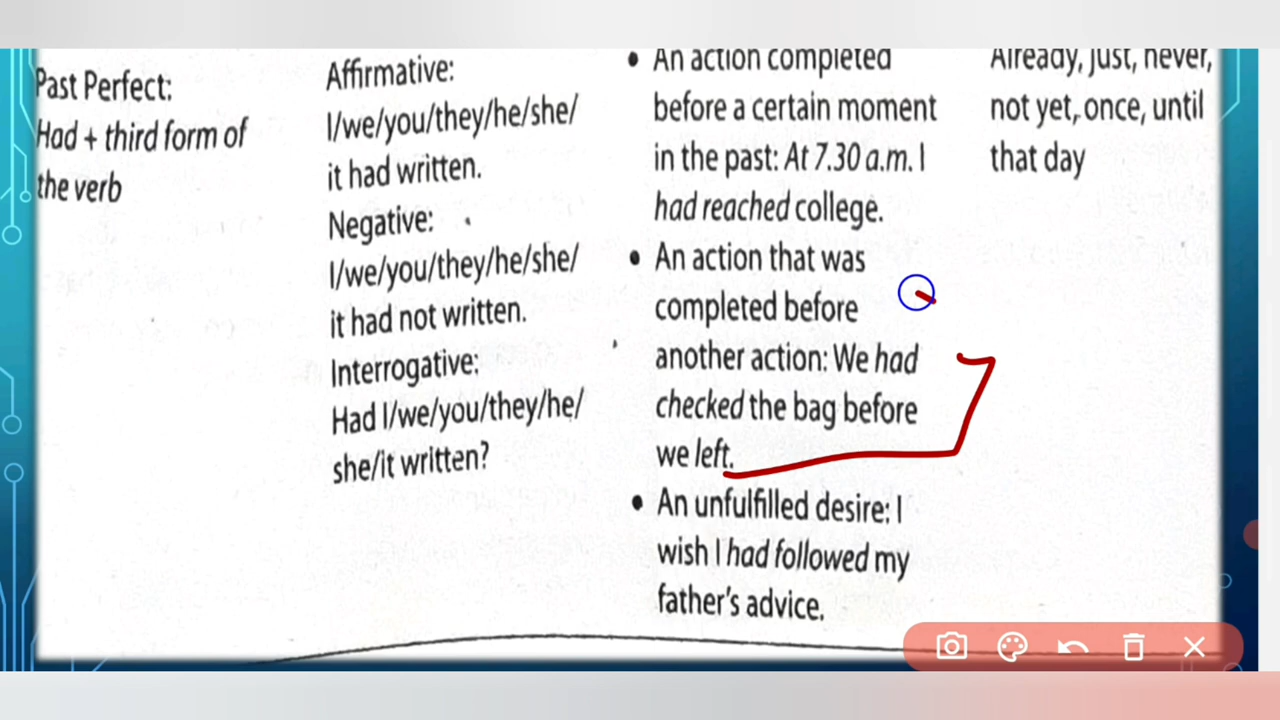 Past Perfect:
Had + third form of
the verb
Affirmative:
I/we/you/they/he/she/
it had written.
Negative:
I/we/you/they/he/she/
it had not written.
Interrogative:
Had I/we/you/they/he/
she/it written?
• An action completed
before a certain moment
in the past: At 7.30 a.m. I
had reached college.
• An action that was
completed before
another action: We had
checked the bag before
we left.
• An unfulfilled desire: I
wish I had followed my
father's advice.
Already, just, never,
not yet, once, until
that day